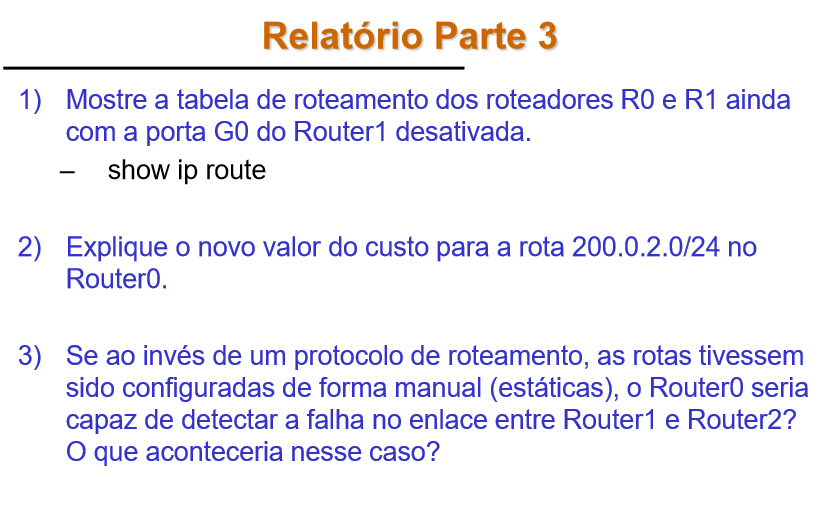 Relatório Parte 3
1) Mostre a tabela de roteamento dos roteadores R0 e R1 ainda
com a porta G0 do Router1 desativada.
– show ip route
2) Explique o novo valor do custo para a rota 200.0.2.0/24 no
Router0.
3) Se ao invés de um protocolo de roteamento, as rotas tivessem
sido configuradas de forma manual (estáticas), o Router0 seria
capaz de detectar a falha no enlace entre Router1 e Router2?
O que aconteceria nesse caso?